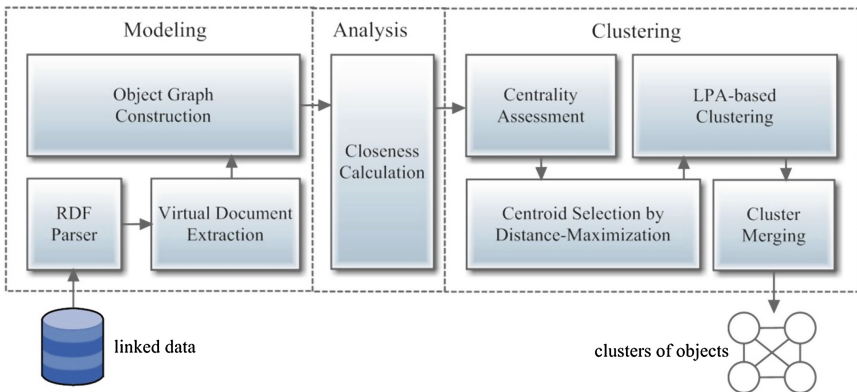 Modeling
Object Graph
Construction
RDF
Parser
Virtual Document
Extraction
linked data
Analysis
Closeness
Calculation
Clustering
Centrality
Assessment
LPA-based
Clustering
Centroid Selection by
Distance-Maximization
Cluster
Merging
clusters of objects